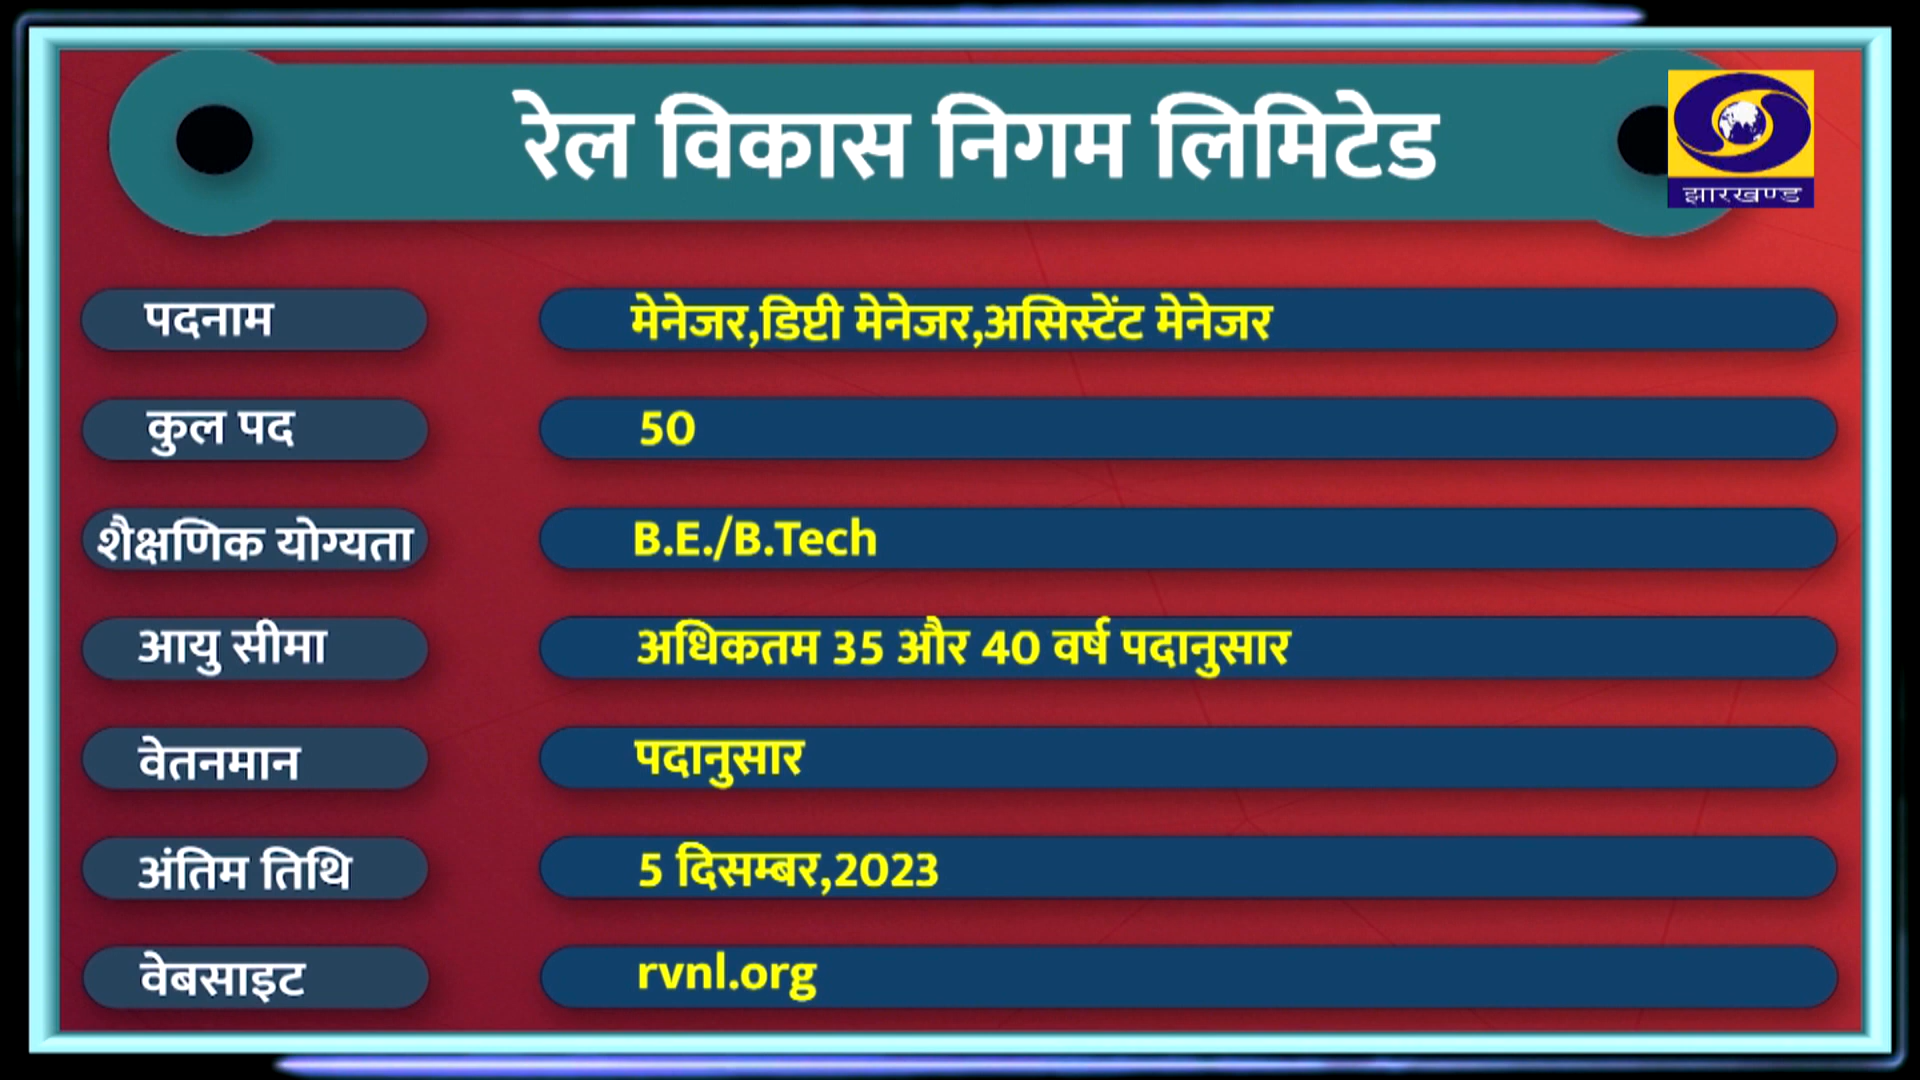 रेल विकास निगम लिमिटेड
झारखण्ड
पदनाम मेनेजर,डिप्टी मेनेजर,असिस्टेंट मेनेजर
कुल पद 50
शैक्षणिक योग्यता B.E./B.Tech
आयु सीमा अधिकतम 35 और 40 वर्ष पदानुसार
वेतनमान पदानुसार
अंतिम तिथि 5 दिसम्बर,2023
वेबसाइट rvnl.org